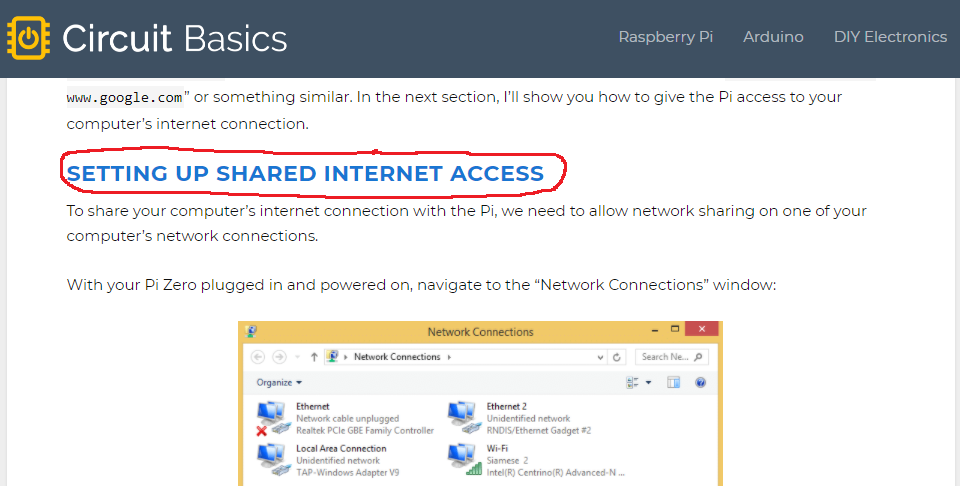 Circuit Basics
Raspberry Pi Arduino DIY Electronics
www.google.com” or something similar. In the next section, I’ll show you how to give the Pi access to your
computer’s internet connection.
SETTING UP SHARED INTERNET ACCESS
To share your computer’s internet connection with the Pi, we need to allow network sharing on one of your
computer’s network connections.
With your Pi Zero plugged in and powered on, navigate to the “Network Connections” window:
Network Connections
Network Connections
Search Ne...
Organize
Ethernet
Network cable unplugged
Realtek PCIe GBE Family Controller
Ethernet 2
Unidentified network
RNDIS/Ethernet Gadget #2
Local Area Connection
Unidentified network
TAP-Windows Adapter V9
Wi-Fi
Siamese 2
Intel(R) Centrino(R) Advanced-N ...